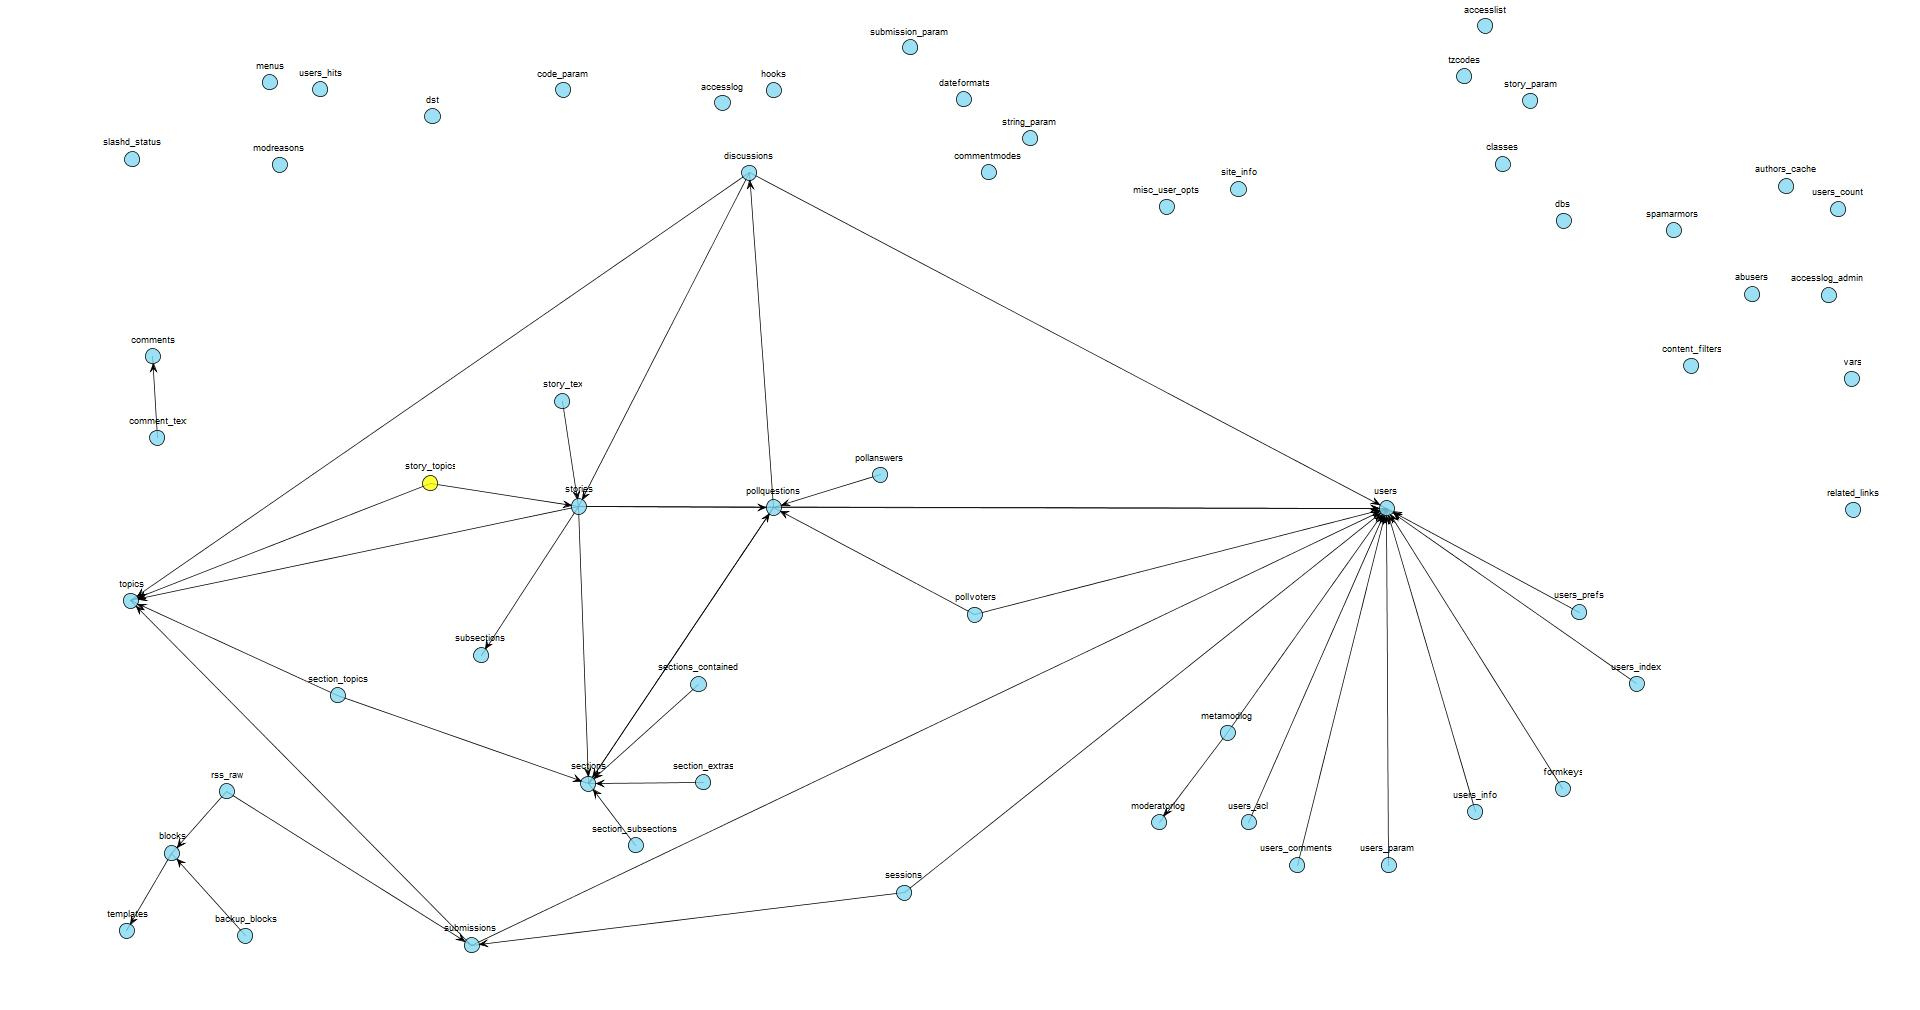 accesslist
submission_param
tzcodes
menus
users_hits
code_param
hooks
accesslog
dateformats
story_param
dst
string_param
slashd_status
modreasons
discussions
commentmodes
classes
authors_cache
site_info
misc_user_opts
users_count
dbs
spamarmors
abusers
accesslog_admin
comments
content_filters
vars
story_tex
comment_tex
pollanswers
story_topics
stories
pollquestions
users
related_links
topics
pollvoters
users_prefs
subsections
sections_contained
users_index
section_topics
metamodlog
sections
section_extras
rss_raw
formkeys
users_info
moderatorlog
users_acl
section_subsections
blocks
users_comments
users_param
sessions
templates
backup_blocks
submissions